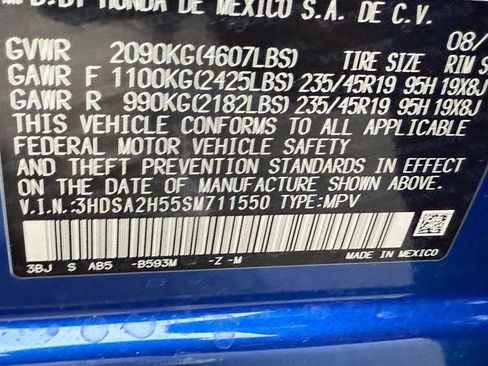 MFD.BY HONDA DE MEXICO S.A. DE C.V.
08/
GVWR 2090KG(4607LBS) TIRE SIZE RIM S
GAWR F 1100KG(2425LBS) 235/45R19 95H 19X8J
GAWR R 990KG(2182LBS) 235/45R19 95H 19X8J
THIS VEHICLE CONFORMS TO ALL APPLICABLE
FEDERAL MOTOR VEHICLE SAFETY
AND THEFT PREVENTION STANDARDS IN EFFECT
ON THE DATE OF MANUFACTURE SHOWN ABOVE.
V.I.N.:3HDSA2H55SM711550 TYPE:MPV
3BJ S AB5 -B593M -Z -M
MADE IN MEXICO